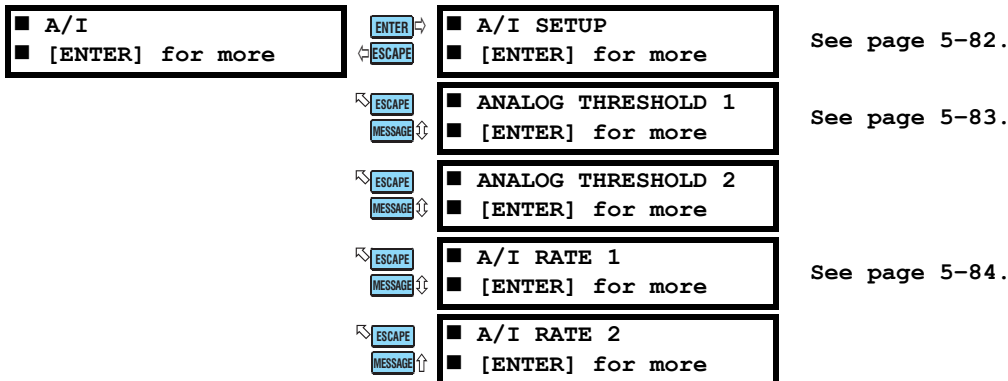 ■ A/I
■ [ENTER] for more
ENTER
ESCAPE
■ A/I SETUP
■ [ENTER] for more
See page 5–82.
ESCAPE
MESSAGE
■ ANALOG THRESHOLD 1
■ [ENTER] for more
See page 5–83.
ESCAPE
MESSAGE
■ ANALOG THRESHOLD 2
■ [ENTER] for more
ESCAPE
MESSAGE
■ A/I RATE 1
■ [ENTER] for more
See page 5–84.
ESCAPE
MESSAGE
■ A/I RATE 2
■ [ENTER] for more